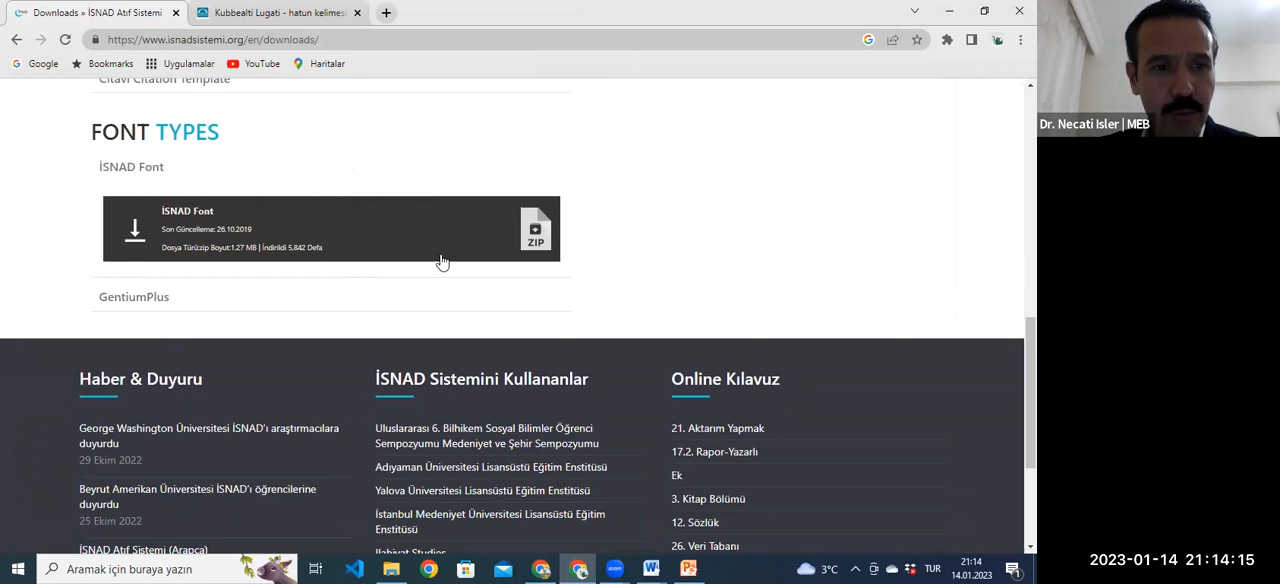 Downloads » İSNAD Atıf Sistemi
Kubbealti Lugati - hatun kelimesi
https://www.isnadsistemi.org/en/downloads/
Google
Bookmarks
Uygulamalar
YouTube
Haritalar
Citavi Citation Template
FONT TYPES
İSNAD Font
İSNAD Font
Son Güncelleme: 26.10.2019
Dosya Türü:zip Boyut:1.27 MB | İndirildi 5,842 Defa
ZIP
GentiumPlus
Haber & Duyuru
George Washington Üniversitesi İSNAD'ı araştırmacılara
duyurdu
29 Ekim 2022
Beyrut Amerikan Üniversitesi İSNAD'ı öğrencilerine
duyurdu
25 Ekim 2022
İSNAD Atıf Sistemi (Arapça)
İSNAD Sistemini Kullananlar
Uluslararası 6. Bilhikem Sosyal Bilimler Öğrenci
Sempozyumu Medeniyet ve Şehir Sempozyumu
Adıyaman Üniversitesi Lisansüstü Eğitim Enstitüsü
Yalova Üniversitesi Lisansüstü Eğitim Enstitüsü
İstanbul Medeniyet Üniversitesi Lisansüstü Eğitim
Enstitüsü
İlahiyat Studies
Online Kılavuz
21. Aktarım Yapmak
17.2. Rapor-Yazarlı
Ek
3. Kitap Bölümü
12. Sözlük
26. Veri Tabanı
Dr. Necati Isler | MEB
Aramak için buraya yazın
zoom
3°C
TUR
21:14
14.01.2023
1
2023-01-14 21:14:15